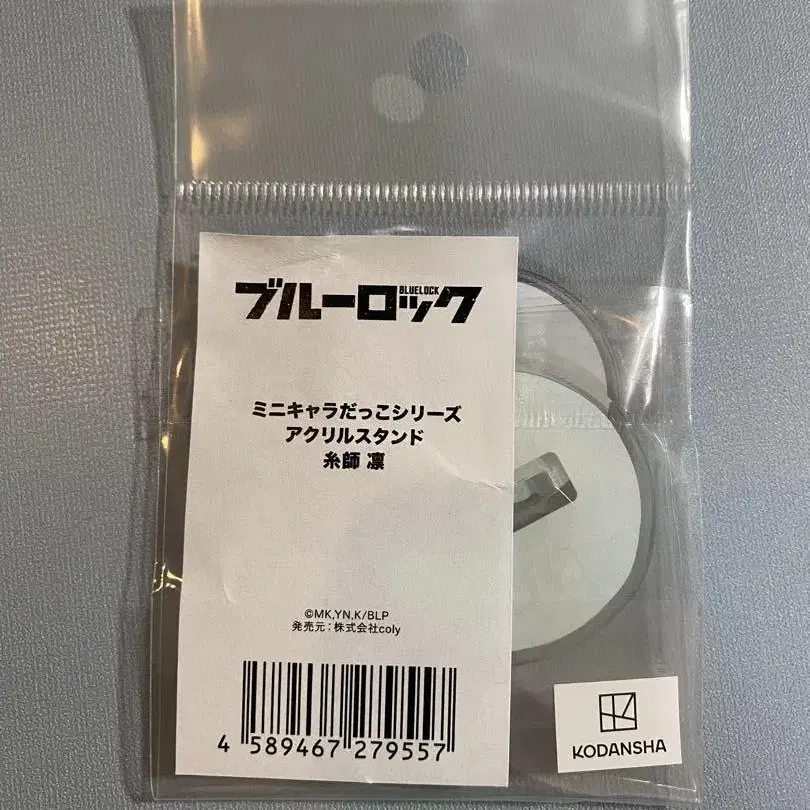 ブルーロック
BLUELOCK
ミニキャラだっこシリーズ
アクリルスタンド
糸師 凛
©MK,YN,K/BLP
発売元：株式会社coly
4 589467 279557
KODANSHA